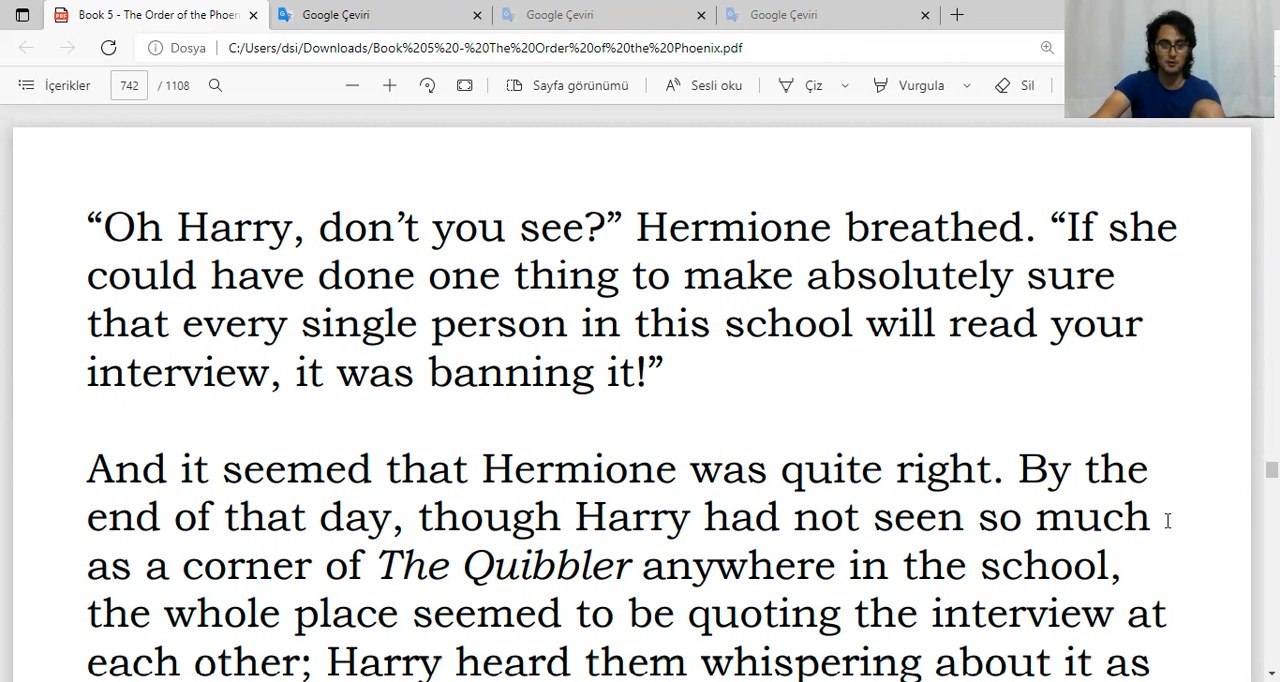 Book 5 - The Order of the Phoen
Google Çeviri
Google Çeviri
Google Çeviri
Dosya
C:/Users/dsi/Downloads/Book%205%20-%20The%20Order%20of%20the%20Phoenix.pdf
İçerikler
742 / 1108
Sayfa görünümü
Sesli oku
Çiz
Vurgula
Sil
“Oh Harry, don’t you see?” Hermione breathed. “If she
could have done one thing to make absolutely sure
that every single person in this school will read your
interview, it was banning it!”
And it seemed that Hermione was quite right. By the
end of that day, though Harry had not seen so much
as a corner of The Quibbler anywhere in the school,
the whole place seemed to be quoting the interview at
each other; Harry heard them whispering about it as